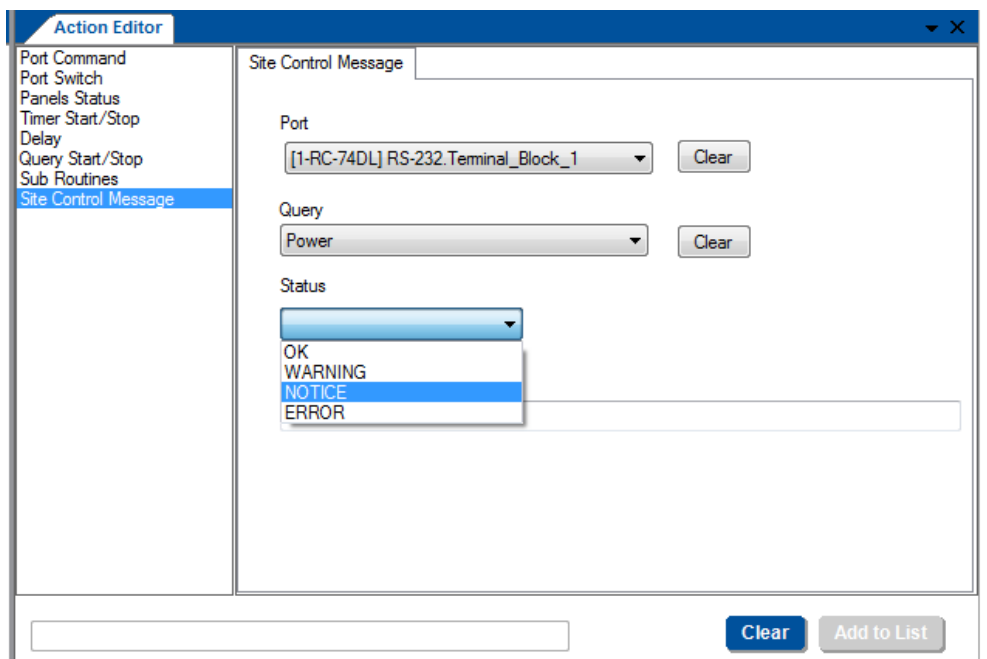 Action Editor
Port Command
Port Switch
Panels Status
Timer Start/Stop
Delay
Query Start/Stop
Sub Routines
Site Control Message
Site Control Message
Port
[1-RC-74DL] RS-232.Terminal_Block_1
Clear
Query
Power
Clear
Status
OK
WARNING
NOTICE
ERROR
Clear
Add to List